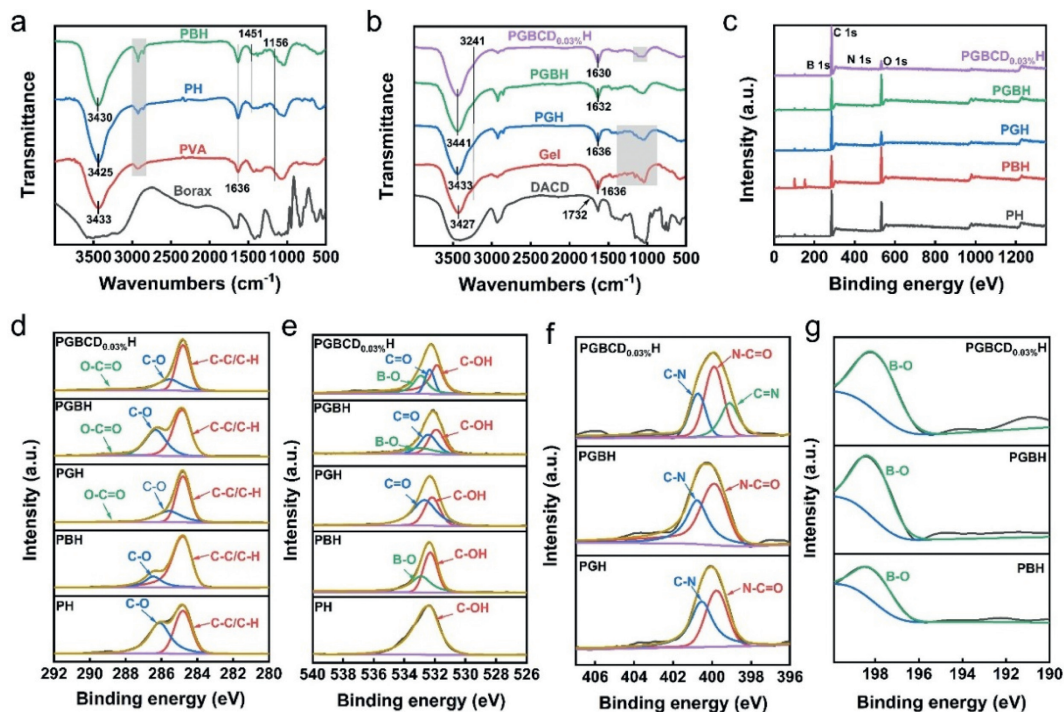 a
PBH
1451
1156
3430
PH
3425
PVA
1636
3433
Borax
Transmittance
3500 3000 2500 2000 1500 1000 500
Wavenumbers (cm⁻¹)
b
3241
PGBCD0.03%H
1630
PGBH
1632
3441
PGH
1636
3433
Gel
1636
DACD
3427
1732
Transmittance
3500 3000 2500 2000 1500 1000 500
Wavenumbers (cm⁻¹)
c
C 1s
PGBCD0.03%H
B 1s
N 1s
O 1s
PGBH
PGH
PBH
PH
Intensity (a.u.)
0 200 400 600 800 1000 1200
Binding energy (eV)
d
PGBCD0.03%H
O-C=O
C-O
C-C/C-H
PGBH
O-C=O
C-O
C-C/C-H
PGH
O-C=O
C-O
C-C/C-H
PBH
C-O
C-C/C-H
PH
C-O
C-C/C-H
Intensity (a.u.)
292 290 288 286 284 282 280
Binding energy (eV)
e
PGBCD0.03%H
C=O
B-O
C-OH
PGBH
C=O
B-O
C-OH
PGH
C=O
C-OH
PBH
B-O
C-OH
PH
C-OH
Intensity (a.u.)
540 538 536 534 532 530 528 526
Binding energy (eV)
f
PGBCD0.03%H
C-N
N-C=O
C=N
PGBH
C-N
N-C=O
PGH
C-N
N-C=O
Intensity (a.u.)
406 404 402 400 398 396
Binding energy (eV)
g
PGBCD0.03%H
B-O
PGBH
B-O
PBH
B-O
Intensity (a.u.)
198 196 194 192 190
Binding energy (eV)